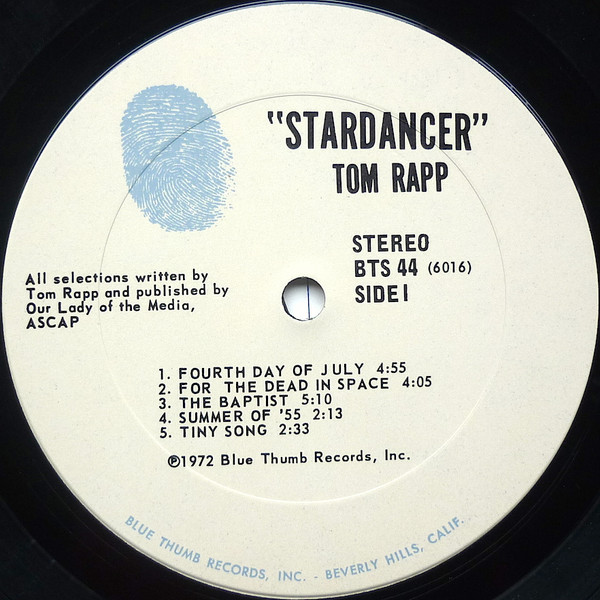 "STARDANCER"
TOM RAPP
STEREO
BTS 44 (6016)
SIDE I
All selections written by
Tom Rapp and published by
Our Lady of the Media,
ASCAP
1. FOURTH DAY OF JULY 4:55
2. FOR THE DEAD IN SPACE 4:05
3. THE BAPTIST 5:10
4. SUMMER OF '55 2:13
5. TINY SONG 2:33
℗1972 Blue Thumb Records, Inc.
BLUE THUMB RECORDS, INC. - BEVERLY HILLS, CALIF.